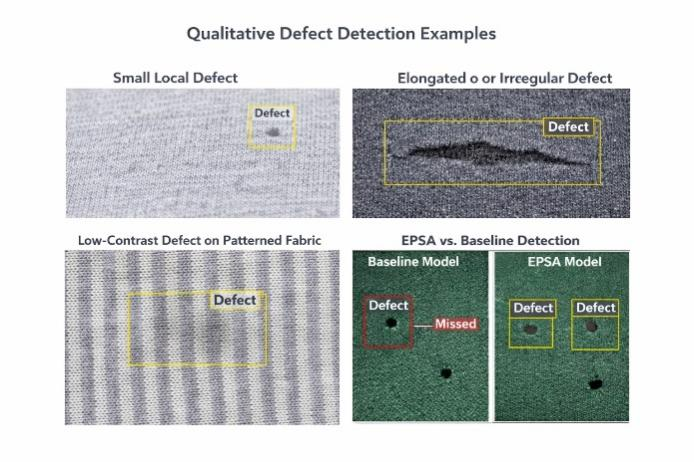 Qualitative Defect Detection Examples
Small Local Defect
Elongated o or Irrcegular Defect
Defect
Defect
Low-Contrast Defect on Patterned Fabric
EPSA vs. Baseline Detection
Baseline Model
EPSA Model
Defect
Defect
Missed
Defect
Defect